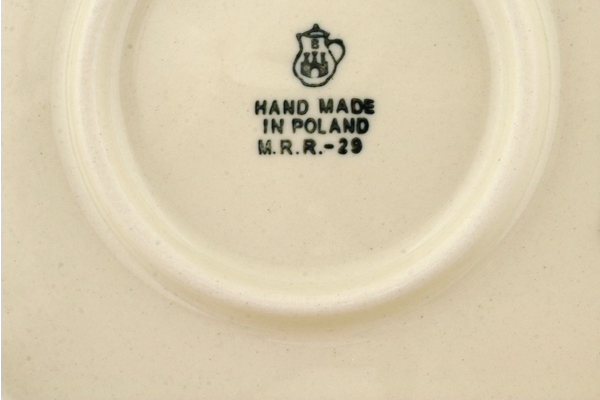 B
HAND MADE
IN POLAND
M.R.R.-29